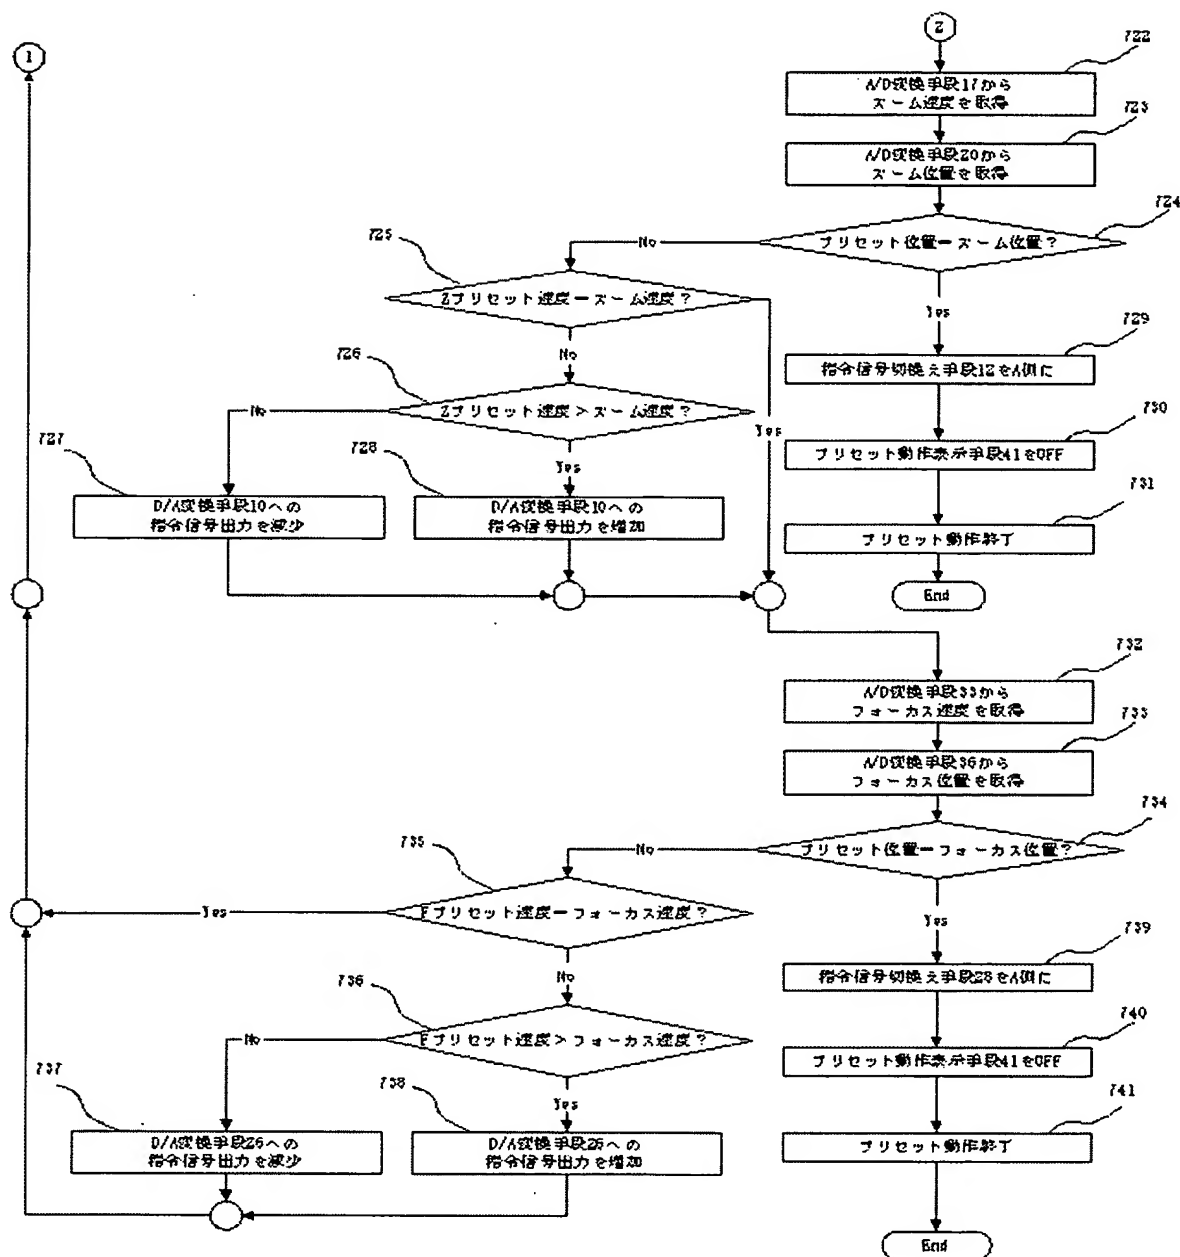 1
2
722
A/D変換手段17から
ズーム速度を取得
723
A/D変換手段20から
ズーム位置を取得
724
プリセット位置＝ズーム位置？
No
Yes
725
Zプリセット速度＝ズーム速度？
No
Yes
726
Zプリセット速度＞ズーム速度？
No
Yes
727
D/A変換手段10への
指令信号出力を減少
728
D/A変換手段10への
指令信号出力を増加
729
指令信号切換え手段12をA側に
730
プリセット動作表示手段41をOFF
731
プリセット動作終了
End
732
A/D変換手段33から
フォーカス速度を取得
733
A/D変換手段36から
フォーカス位置を取得
734
プリセット位置＝フォーカス位置？
No
Yes
735
Fプリセット速度＝フォーカス速度？
Yes
No
736
Fプリセット速度＞フォーカス速度？
No
Yes
737
D/A変換手段26への
指令信号出力を減少
738
D/A変換手段26への
指令信号出力を増加
739
指令信号切換え手段28をA側に
740
プリセット動作表示手段41をOFF
741
プリセット動作終了
End